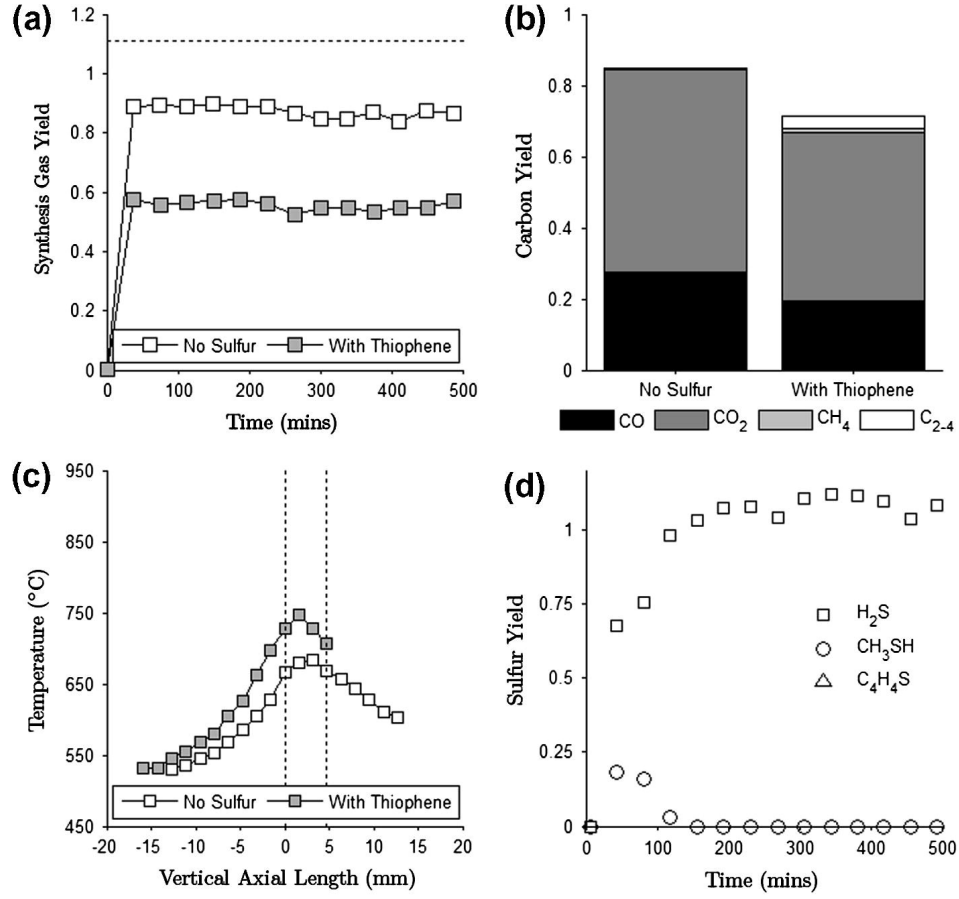 (a)
1.2
1
0.8
0.6
0.4
0.2
0
Synthesis Gas Yield
No Sulfur With Thiophene
0 100 200 300 400 500
Time (mins)
(b)
1
0.8
0.6
0.4
0.2
0
Carbon Yield
No Sulfur With Thiophene
CO CO₂ CH₄ C₂₋₄
(c)
950
850
750
650
550
450
Temperature (°C)
No Sulfur With Thiophene
-20 -15 -10 -5 0 5 10 15 20
Vertical Axial Length (mm)
(d)
1
0.75
0.5
0.25
0
Sulfur Yield
H₂S
CH₃SH
C₄H₄S
0 100 200 300 400 500
Time (mins)